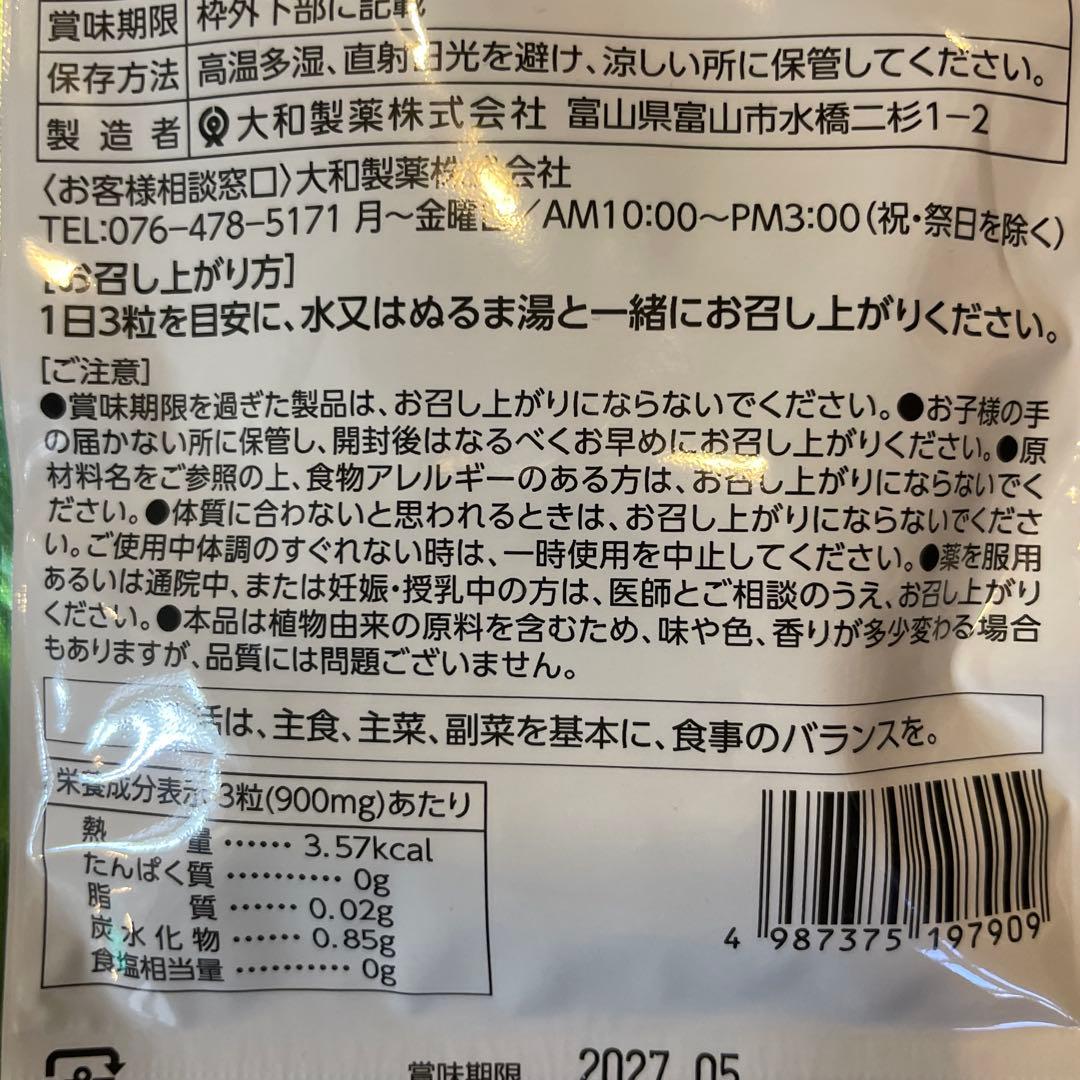 賞味期限 枠外下部に記載
保存方法 高温多湿、直射日光を避け、涼しい所に保管してください。
製造者 大和製薬株式会社 富山県富山市水橋二杉1-2
〈お客様相談窓口〉大和製薬株式会社
TEL:076-478-5171 月～金曜日／AM10:00～PM3:00(祝・祭日を除く)
[お召し上がり方]
1日3粒を目安に、水又はぬるま湯と一緒にお召し上がりください。
[ご注意]
●賞味期限を過ぎた製品は、お召し上がりにならないでください。●お子様の手
の届かない所に保管し、開封後はなるべくお早めにお召し上がりください。●原
材料名をご参照の上、食物アレルギーのある方は、お召し上がりにならないでく
ださい。●体質に合わないと思われるときは、お召し上がりにならないでくださ
い。ご使用中体調のすぐれない時は、一時使用を中止してください。●薬を服用
あるいは通院中、または妊娠・授乳中の方は、医師とご相談のうえ、お召し上がり
ください。●本品は植物由来の原料を含むため、味や色、香りが多少変わる場合
もありますが、品質には問題ございません。
活は、主食、主菜、副菜を基本に、食事のバランスを。
栄養成分表示 3粒(900mg)あたり
熱量 …… 3.57kcal
たんぱく質 ………… 0g
脂質 …… 0.02g
炭水化物 …… 0.85g
食塩相当量 ………… 0g
4 987375 197909
賞味期限 2027.05